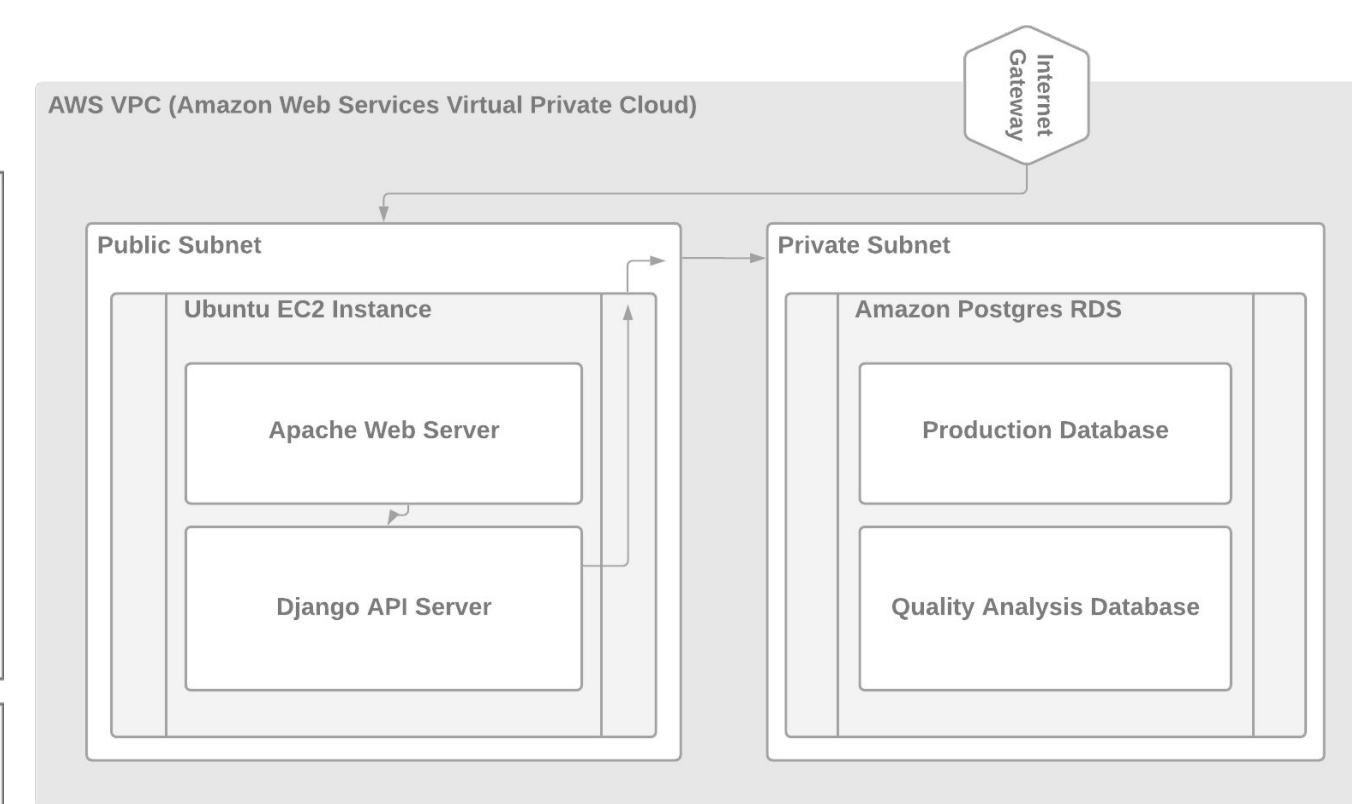 Internet
Gateway
AWS VPC (Amazon Web Services Virtual Private Cloud)
Public Subnet
Ubuntu EC2 Instance
Apache Web Server
Django API Server
Private Subnet
Amazon Postgres RDS
Production Database
Quality Analysis Database